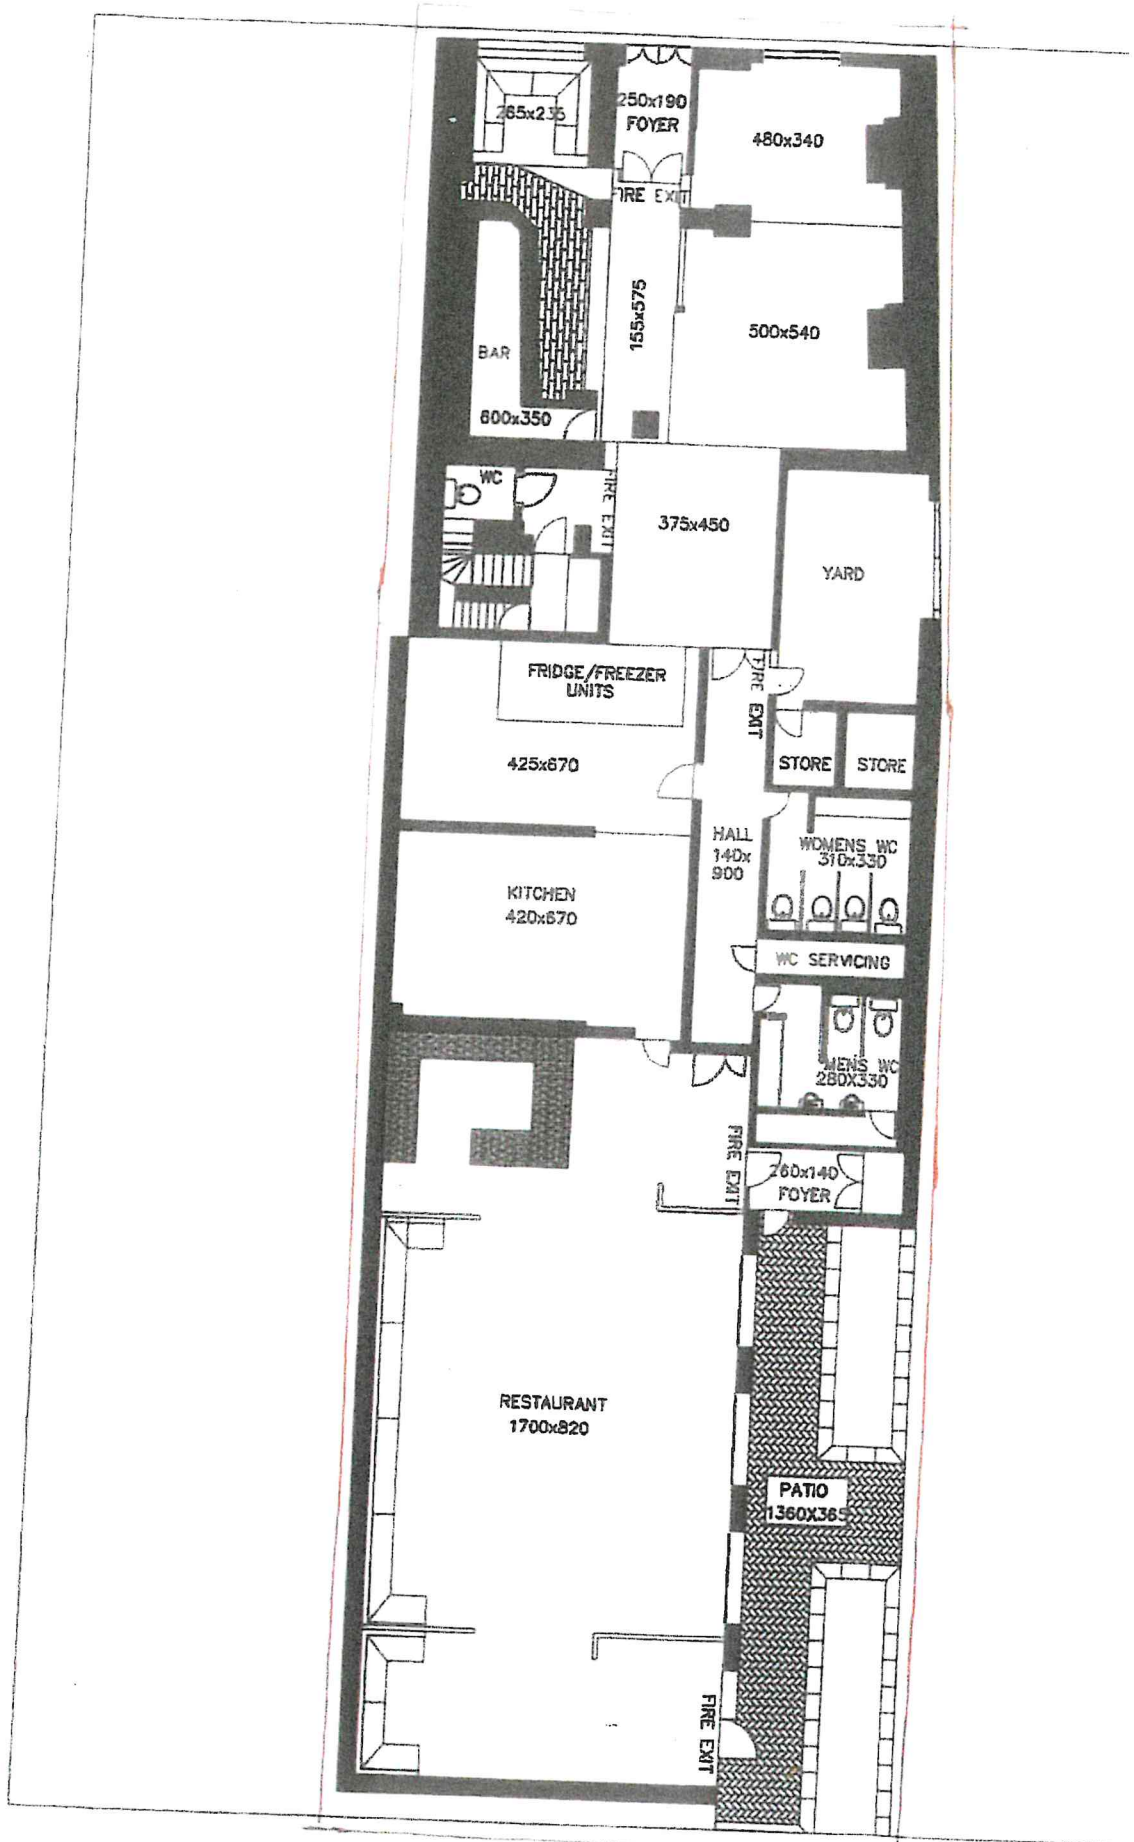 265x235
250x190
FOYER
480x340
FIRE EXIT
155x575
500x540
BAR
600x350
WC
FIRE EXIT
375x450
YARD
FRIDGE/FREEZER
UNITS
FIRE EXIT
425x670
STORE
STORE
HALL
140x
900
WOMENS WC
310x330
KITCHEN
420x670
WC SERVICING
MENS WC
280X330
FIRE EXIT
260x140
FOYER
RESTAURANT
1700x820
PATIO
1360X365
FIRE EXIT